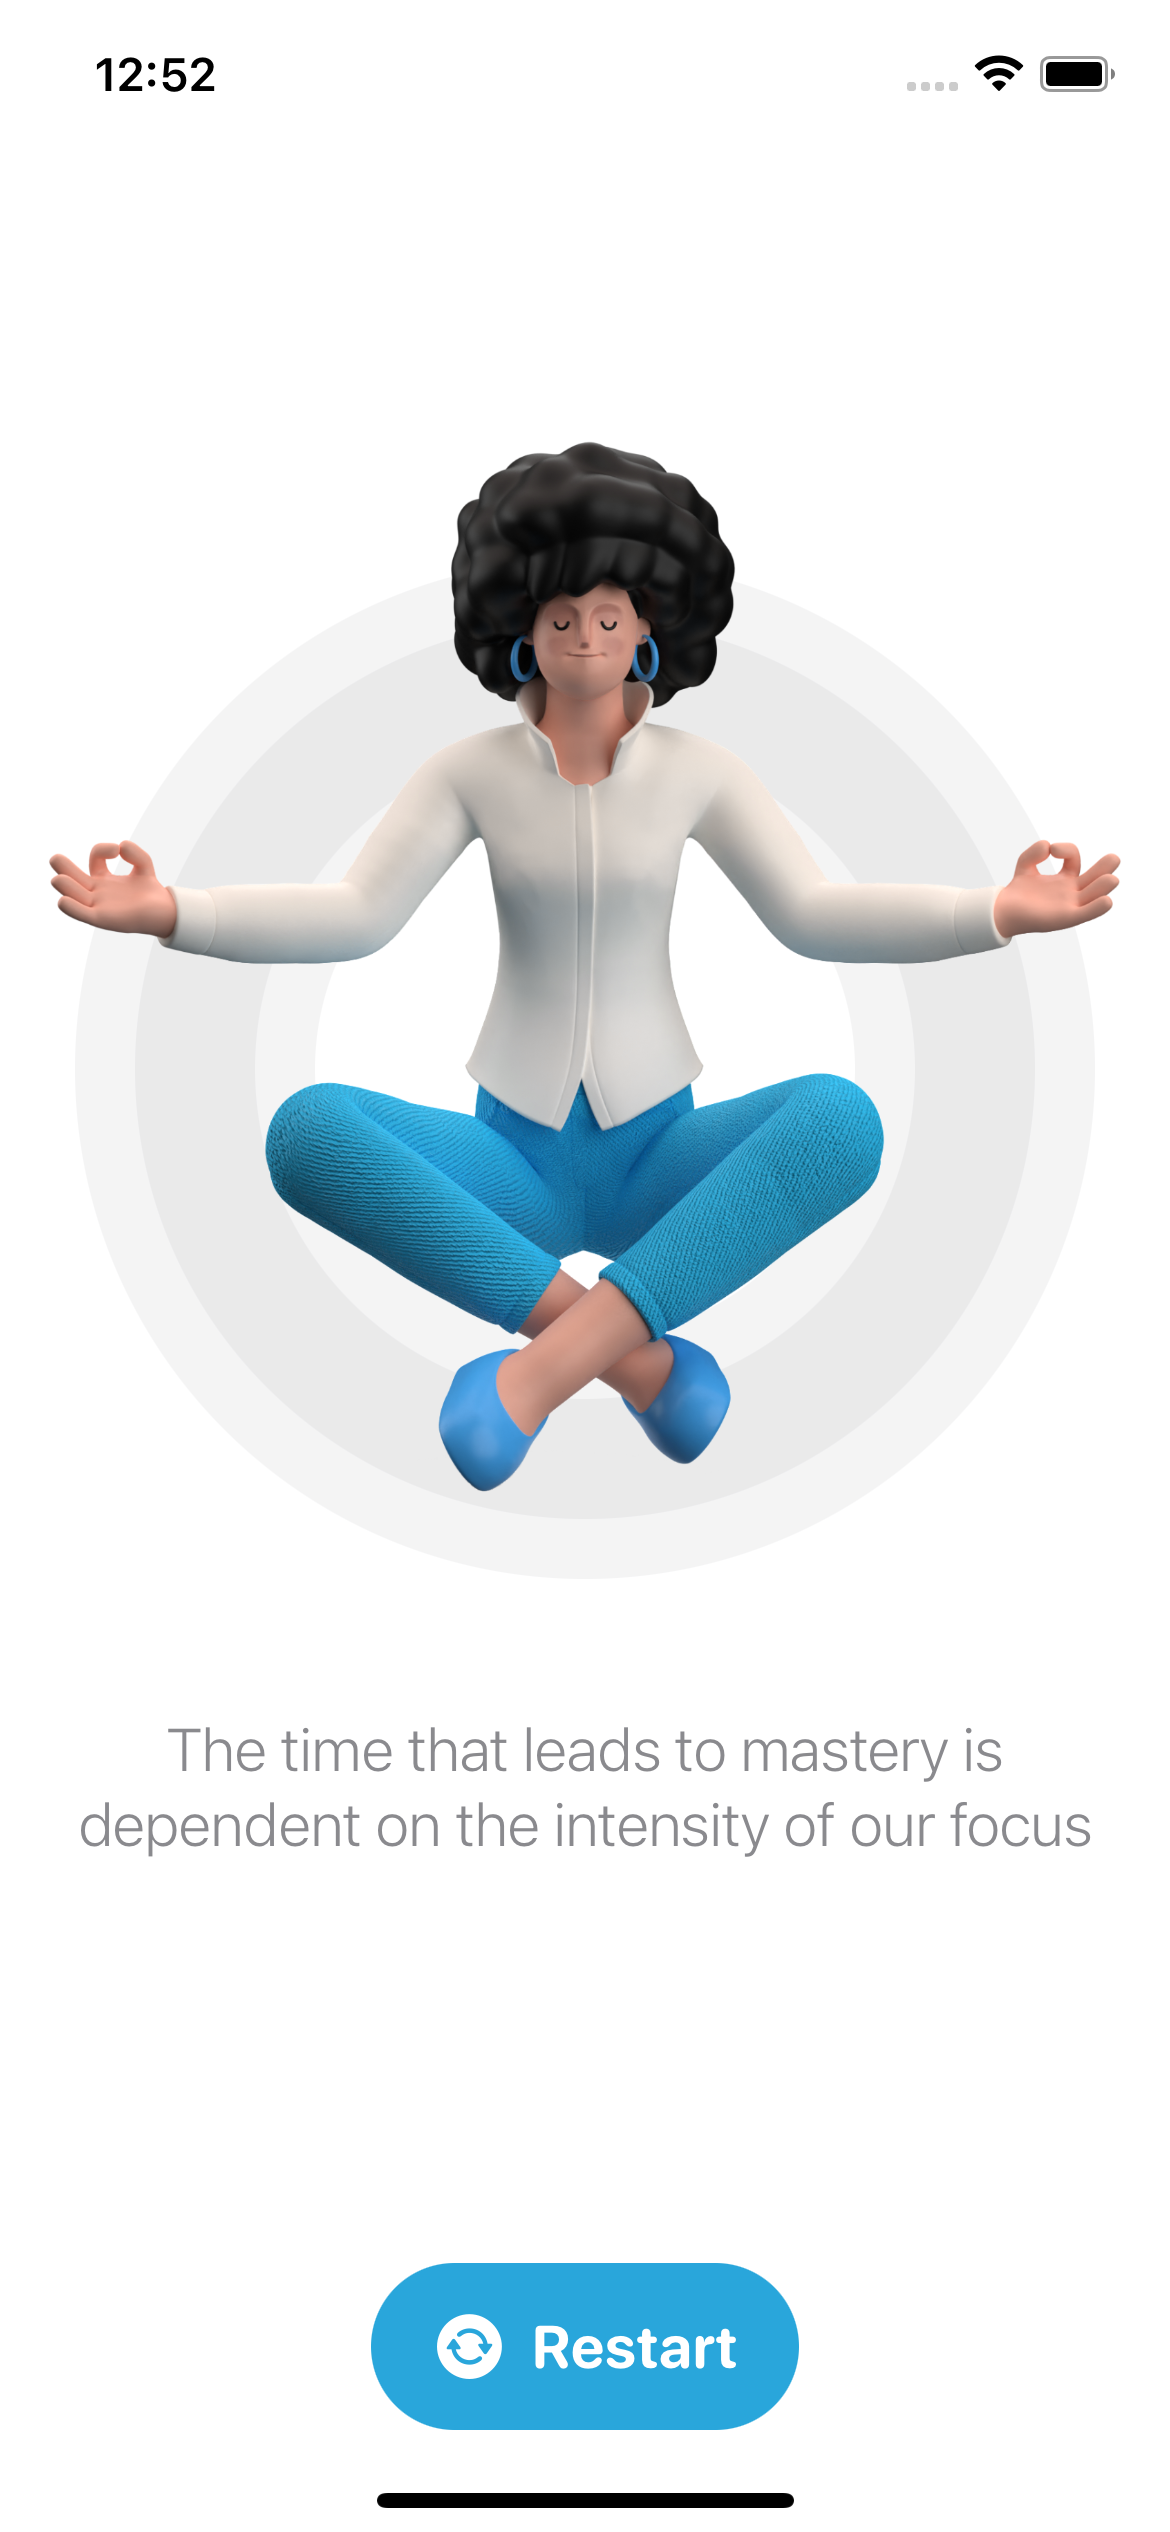 12:52
The time that leads to mastery is
dependent on the intensity of our focus
Restart